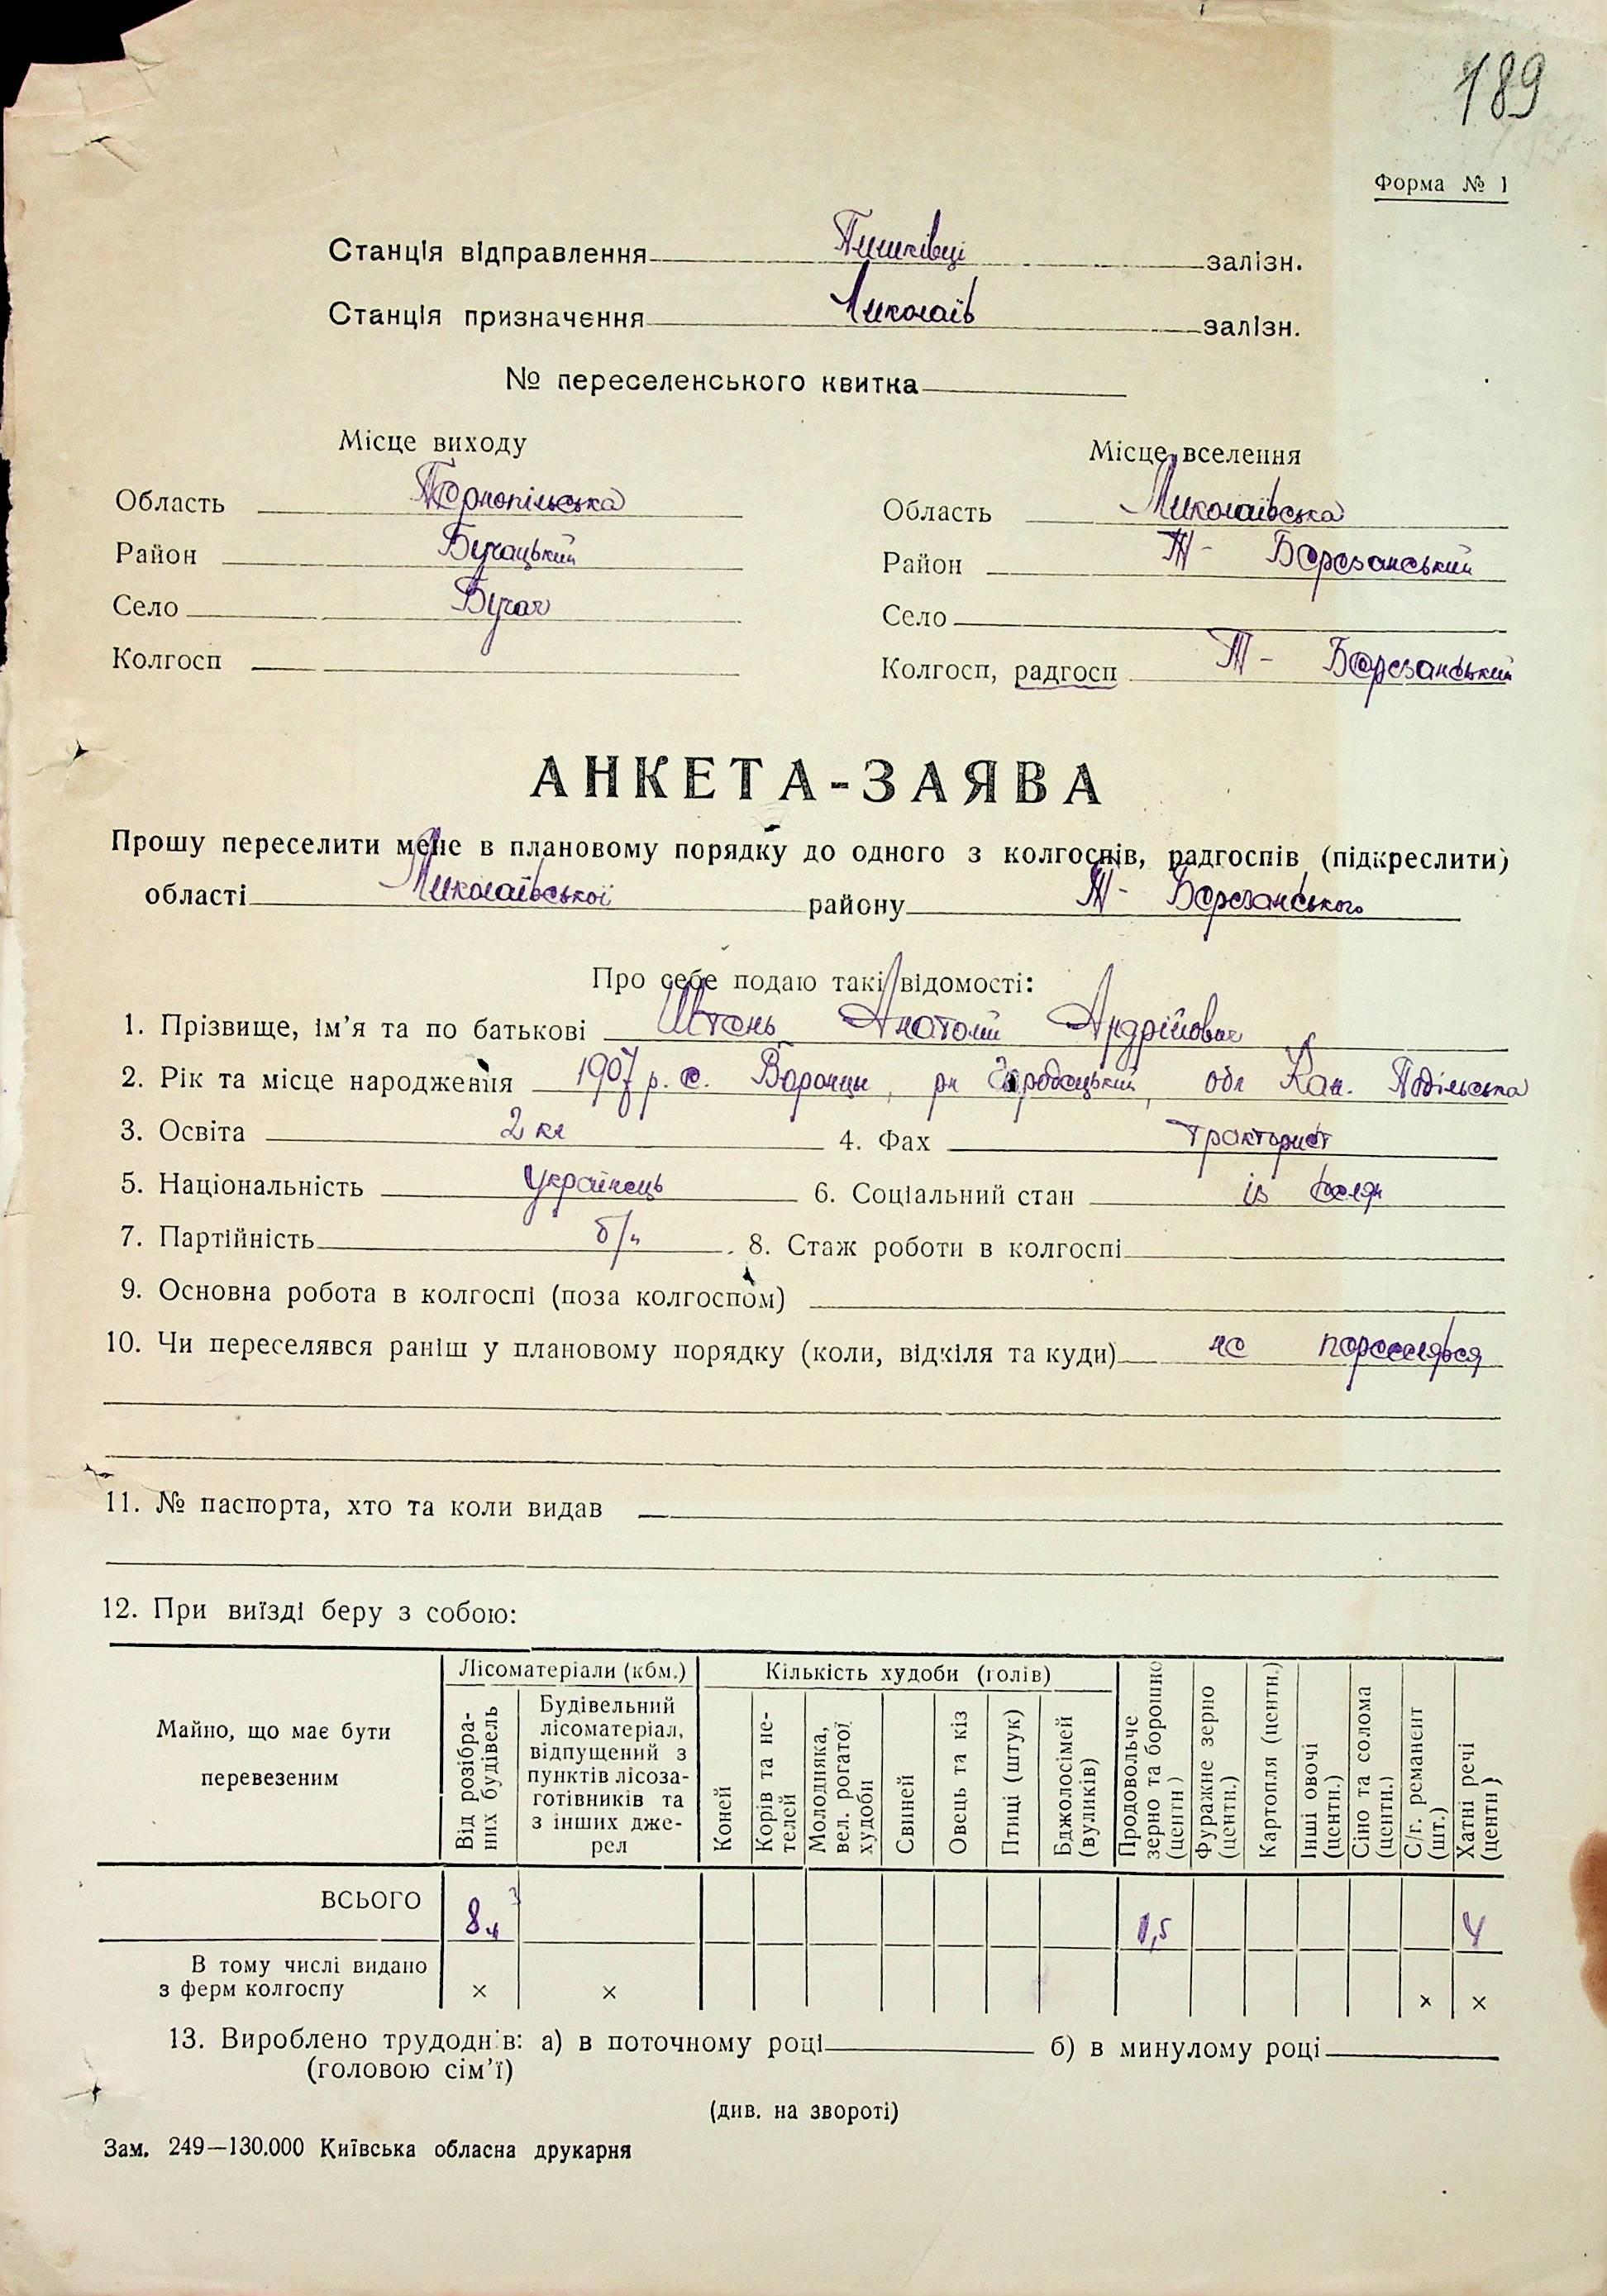 189
Форма № 1
Станція відправлення Пишківці залізн.
Станція призначення Миколаїв залізн.
№ переселенського квитка
Місце виходу
Місце вселення
Область Тернопільська
Область Миколаївська
Район Бучацький
Район Т- Березанський
Село Бучач
Село
Колгосп
Колгосп, радгосп Т- Березанський
АНКЕТА-ЗАЯВА
Прошу переселити мене в плановому порядку до одного з колгоспів, радгоспів (підкреслити)
області Миколаївської району Т- Березанського
Про себе подаю такі відомості:
1. Прізвище, ім'я та по батькові Анатолій Андрійович
2. Рік та місце народження 1907 р. с. Воронци, рн Городоцький, обл Кам. Подільська
3. Освіта 2 кл 4. Фах тракторист
5. Національність українець 6. Соціальний стан із селян
7. Партійність б/п 8. Стаж роботи в колгоспі
9. Основна робота в колгоспі (поза колгоспом)
10. Чи переселявся раніш у плановому порядку (коли, відкіля та куди) не переселявся
11. № паспорта, хто та коли видав
12. При виїзді беру з собою:
Майно, що має бути перевезеним
Лісоматеріали (кбм.)
Від розібраних будівель
Будівельний лісоматеріал, відпущений з пунктів лісозаготівників та з інших джерел
Кількість худоби (голів)
Коней
Корів та нетелей
Молодняка, вел. рогатої худоби
Свиней
Овець та кіз
Птиці (штук)
Бджолосімей (вуликів)
Продовольче зерно та борошно (центн)
Фуражне зерно (центн.)
Картопля (центн.)
Інші овочі (центн.)
Сіно та солома (центн.)
С/г. реманент (шт.)
Хатні речі (центн)
ВСЬОГО 8м³ 1,5 4
В тому числі видано
з ферм колгоспу × × × ×
13. Вироблено трудоднів: а) в поточному році б) в минулому році
(головою сім'ї)
(див. на звороті)
Зам. 249—130.000 Київська обласна друкарня